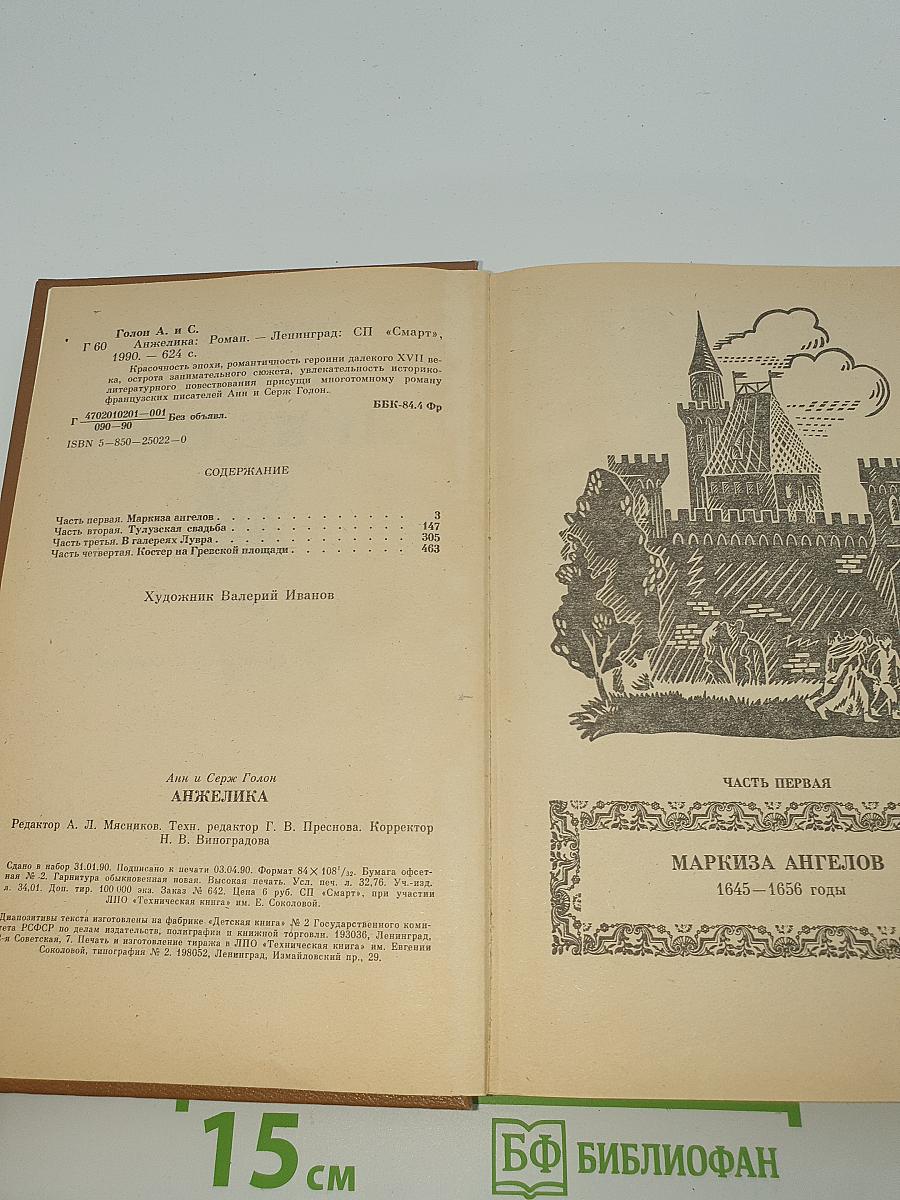 Голон А. и С.
Г 60 Анжелика: Роман. — Ленинград: СП «Смарт»,
1990. — 624 с.
Красочность эпохи, романтичность героини далекого XVII ве-
ка, острота занимательного сюжета, увлекательность историко-
литературного повествования присущи многотомному роману
французских писателей Анн и Серж Голон.
Г 4702010201—001 Без объявл. ББК-84.4 Фр
090—90
ISBN 5—850—25022—0
СОДЕРЖАНИЕ
Часть первая. Маркиза ангелов . . . . . . . . . . . . . 3
Часть вторая. Тулузская свадьба . . . . . . . . . . . . 147
Часть третья. В галереях Лувра . . . . . . . . . . . . . 305
Часть четвертая. Костер на Гревской площади . . . . . . . . 463
Художник Валерий Иванов
Анн и Серж Голон
АНЖЕЛИКА
Редактор А. Л. Мясников. Техн. редактор Г. В. Преснова. Корректор
Н. В. Виноградова
Сдано в набор 31.01.90. Подписано к печати 03.04.90. Формат 84×108¹/₃₂. Бумага офсет-
ная № 2. Гарнитура обыкновенная новая. Высокая печать. Усл. печ. л. 32,76. Уч.-изд.
л. 34,01. Доп. тир. 100 000 экз. Заказ № 642. Цена 6 руб. СП «Смарт», при участии
ЛПО «Техническая книга» им. Е. Соколовой.
Диапозитивы текста изготовлены на фабрике «Детская книга» № 2 Государственного коми-
тета РСФСР по делам издательств, полиграфии и книжной торговли. 193036, Ленинград,
2-я Советская, 7. Печать и изготовление тиража в ЛПО «Техническая книга» им. Евгении
Соколовой, типография № 2. 198052, Ленинград, Измайловский пр., 29.
ЧАСТЬ ПЕРВАЯ
МАРКИЗА АНГЕЛОВ
1645—1656 годы
15 см
БФ БИБЛИОФАН